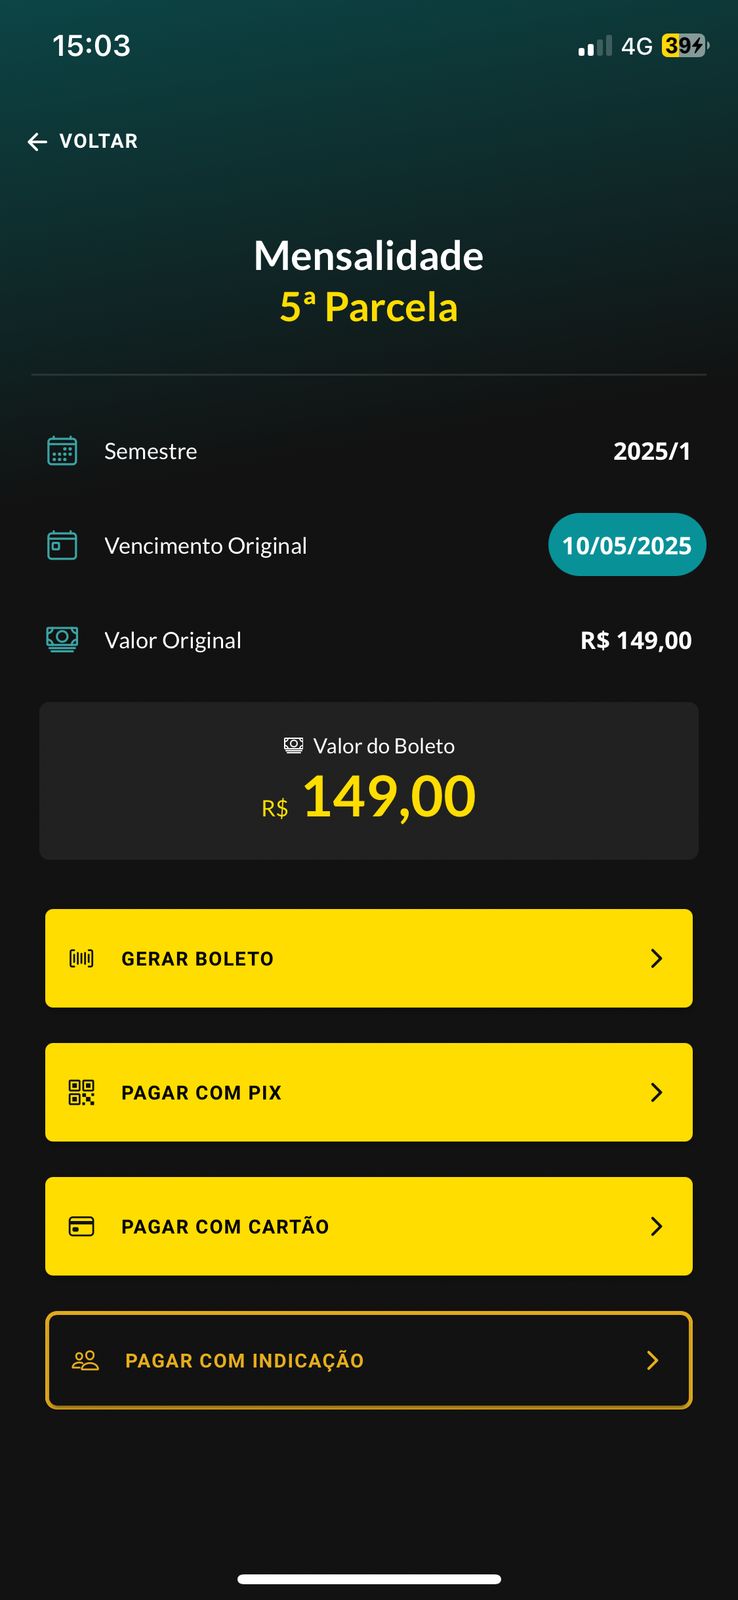 15:03
4G 39
VOLTAR
Mensalidade
5ª Parcela
Semestre 2025/1
Vencimento Original 10/05/2025
Valor Original R$ 149,00
Valor do Boleto
R$ 149,00
GERAR BOLETO
PAGAR COM PIX
PAGAR COM CARTÃO
PAGAR COM INDICAÇÃO